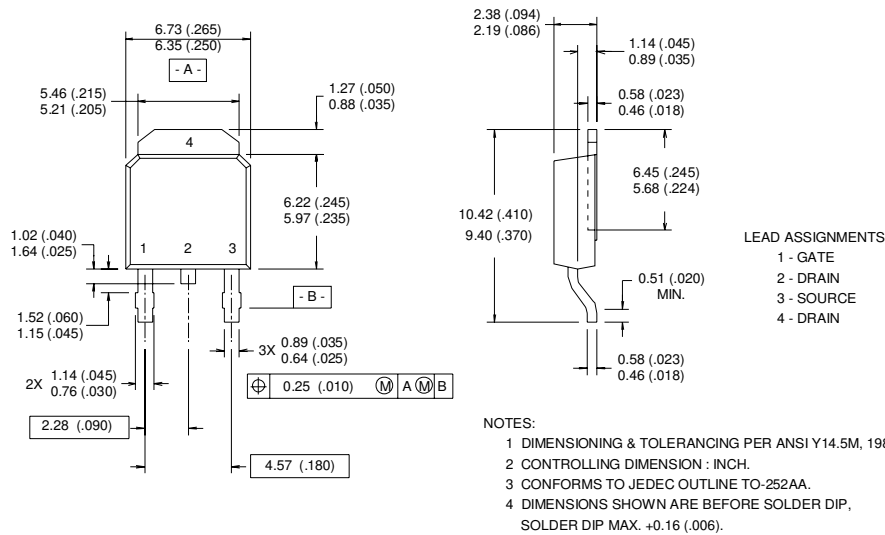 6.73 (.265)
6.35 (.250)
- A -
5.46 (.215)
5.21 (.205)
1.27 (.050)
0.88 (.035)
4
6.22 (.245)
5.97 (.235)
1.02 (.040)
1.64 (.025)
1 2 3
- B -
1.52 (.060)
1.15 (.045)
3X 0.89 (.035)
0.64 (.025)
2X 1.14 (.045)
0.76 (.030)
⌖ 0.25 (.010) Ⓜ A Ⓜ B
2.28 (.090)
4.57 (.180)
2.38 (.094)
2.19 (.086)
1.14 (.045)
0.89 (.035)
0.58 (.023)
0.46 (.018)
6.45 (.245)
5.68 (.224)
10.42 (.410)
9.40 (.370)
0.51 (.020)
MIN.
0.58 (.023)
0.46 (.018)
LEAD ASSIGNMENTS
1 - GATE
2 - DRAIN
3 - SOURCE
4 - DRAIN
NOTES:
1 DIMENSIONING & TOLERANCING PER ANSI Y14.5M, 198
2 CONTROLLING DIMENSION : INCH.
3 CONFORMS TO JEDEC OUTLINE TO-252AA.
4 DIMENSIONS SHOWN ARE BEFORE SOLDER DIP,
SOLDER DIP MAX. +0.16 (.006).